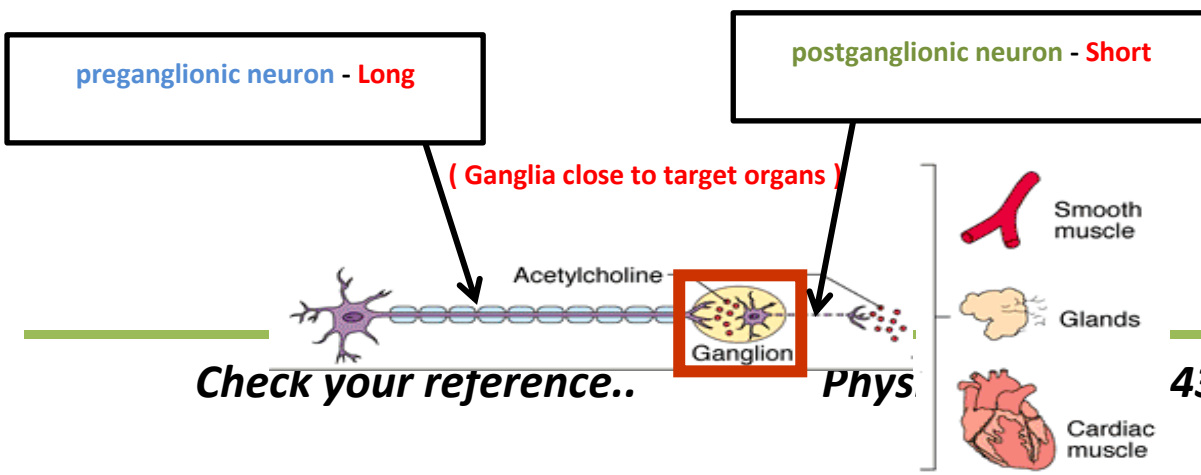 preganglionic neuron - Long
postganglionic neuron - Short
( Ganglia close to target organs )
Smooth
muscle
Acetylcholine
Glands
Ganglion
Check your reference..
Cardiac
muscle